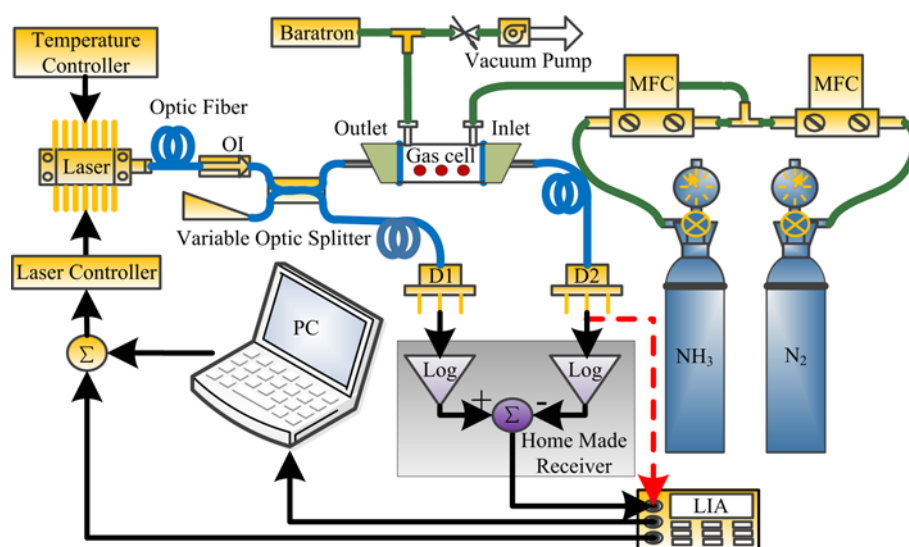 Temperature
Controller
Baratron
Vacuum Pump
MFC
MFC
Optic Fiber
OI
Outlet
Inlet
Laser
Gas cell
Variable Optic Splitter
Laser Controller
D1
D2
PC
Σ
Log
Log
NH3
N2
+
-
Σ
Home Made
Receiver
LIA